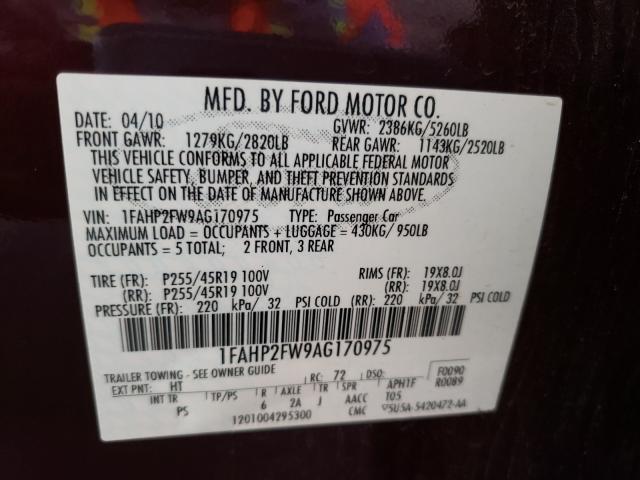 MFD. BY FORD MOTOR CO.
DATE: 04/10 GVWR: 2386KG/5260LB
FRONT GAWR: 1279KG/2820LB REAR GAWR: 1143KG/2520LB
THIS VEHICLE CONFORMS TO ALL APPLICABLE FEDERAL MOTOR
VEHICLE SAFETY, BUMPER, AND THEFT PREVENTION STANDARDS
IN EFFECT ON THE DATE OF MANUFACTURE SHOWN ABOVE.
VIN: 1FAHP2FW9AG170975 TYPE: Passenger Car
MAXIMUM LOAD = OCCUPANTS + LUGGAGE = 430KG/950LB
OCCUPANTS = 5 TOTAL; 2 FRONT, 3 REAR
TIRE (FR): P255/45R19 100V RIMS (FR): 19X8.0J
(RR): P255/45R19 100V (RR): 19X8.0J
PRESSURE (FR): 220 kPa/ 32 PSI COLD (RR): 220 kPa/ 32 PSI COLD
1FAHP2FW9AG170975
TRAILER TOWING - SEE OWNER GUIDE RC: 72 DSO: F0090
EXT PNT: HT R0089
INT TR TP/PS R AXLE TR SPR APHTF
PS 6 2A J AACC T05
1201004295300 CMC 5U5A-5420472-AA